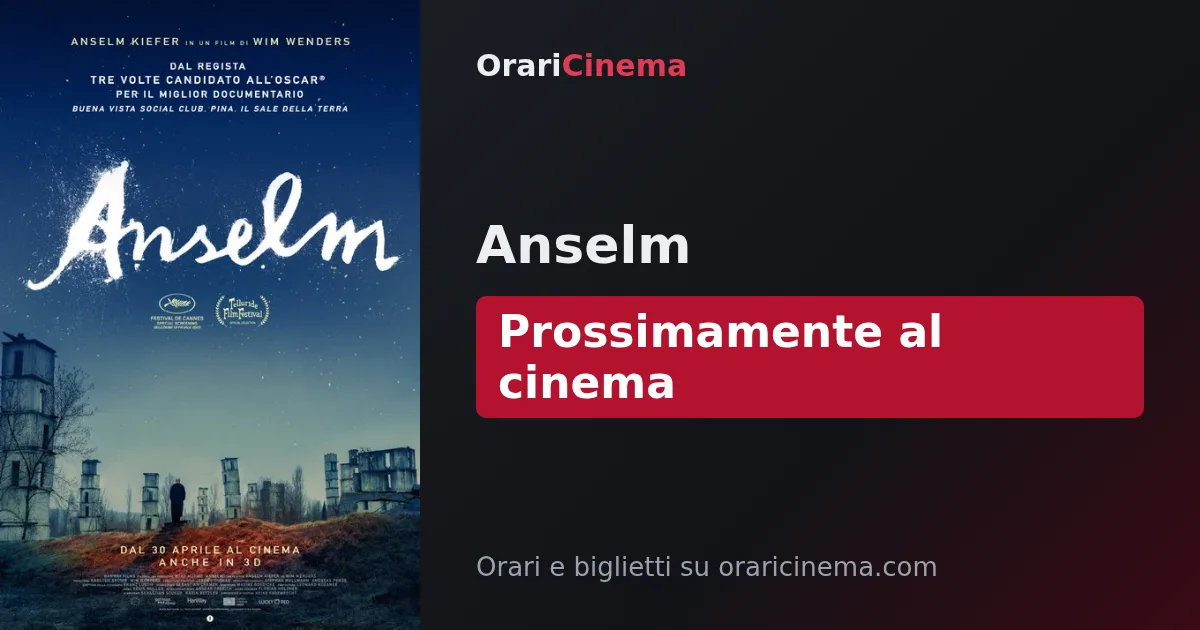 ANSELM KIEFER IN UN FILM DI WIM WENDERS
DAL REGISTA
TRE VOLTE CANDIDATO ALL'OSCAR®
PER IL MIGLIOR DOCUMENTARIO
BUENA VISTA SOCIAL CLUB. PINA. IL SALE DELLA TERRA
Anselm
FESTIVAL DE CANNES
Telluride
Film Festival
DAL 30 APRILE AL CINEMA
ANCHE IN 3D
LUCKY RED
OrariCinema
Anselm
Prossimamente al
cinema
Orari e biglietti su oraricinema.com